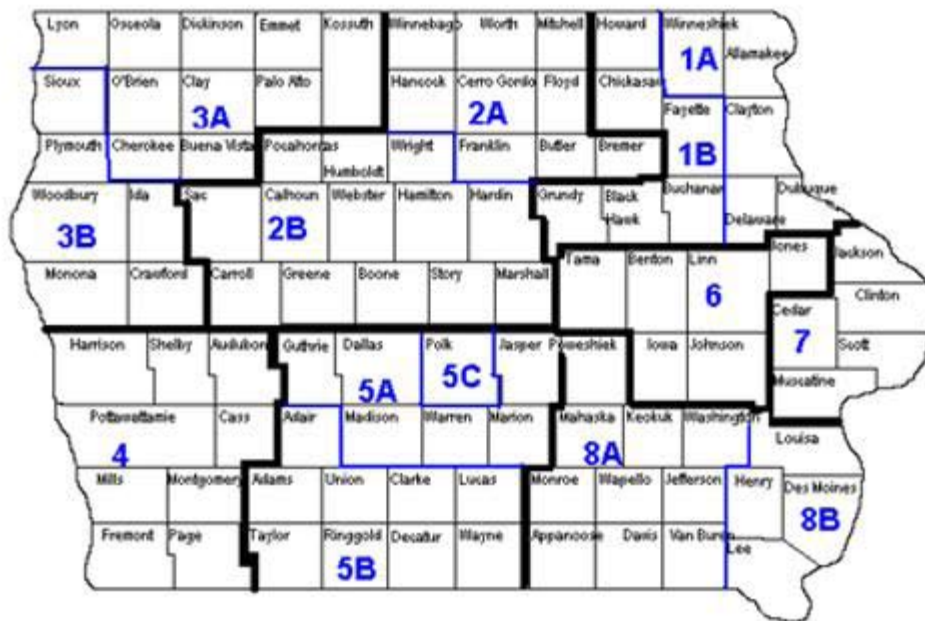 Lyon Osceola Dickinson Emmet Kossuth Winnebago Worth Mitchell Howard Winneshiek
1A Allamakee
Sioux O'Brien Clay Palo Alto Hancock Cerro Gordo Floyd Chickasaw
3A 2A Fayette Clayton
Plymouth Cherokee Buena Vista Pocahontas Humboldt Wright Franklin Butler Bremer 1B
Woodbury Ida Sac Calhoun Webster Hamilton Hardin Grundy Black Hawk Buchanan Delaware Dubuque
3B 2B
Monona Crawford Carroll Greene Boone Story Marshall Tama Benton Linn Jones Jackson
6 Clinton
Cedar
7 Scott
Harrison Shelby Audubon Guthrie Dallas Polk Jasper Poweshiek Iowa Johnson
5A 5C Muscatine
Pottawattamie Cass Adair Madison Warren Marion Mahaska Keokuk Washington Louisa
4 8A
Mills Montgomery Adams Union Clarke Lucas Monroe Wapello Jefferson Henry Des Moines
8B
Fremont Page Taylor Ringgold Decatur Wayne Appanoose Davis Van Buren Lee
5B